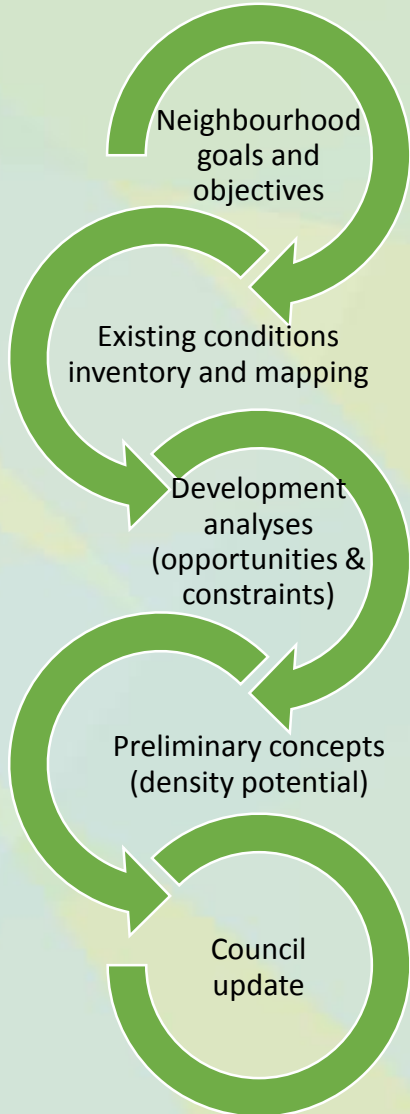 Neighbourhood
goals and
objectives
Existing conditions
inventory and mapping
Development
analyses
(opportunities &
constraints)
Preliminary concepts
(density potential)
Council
update